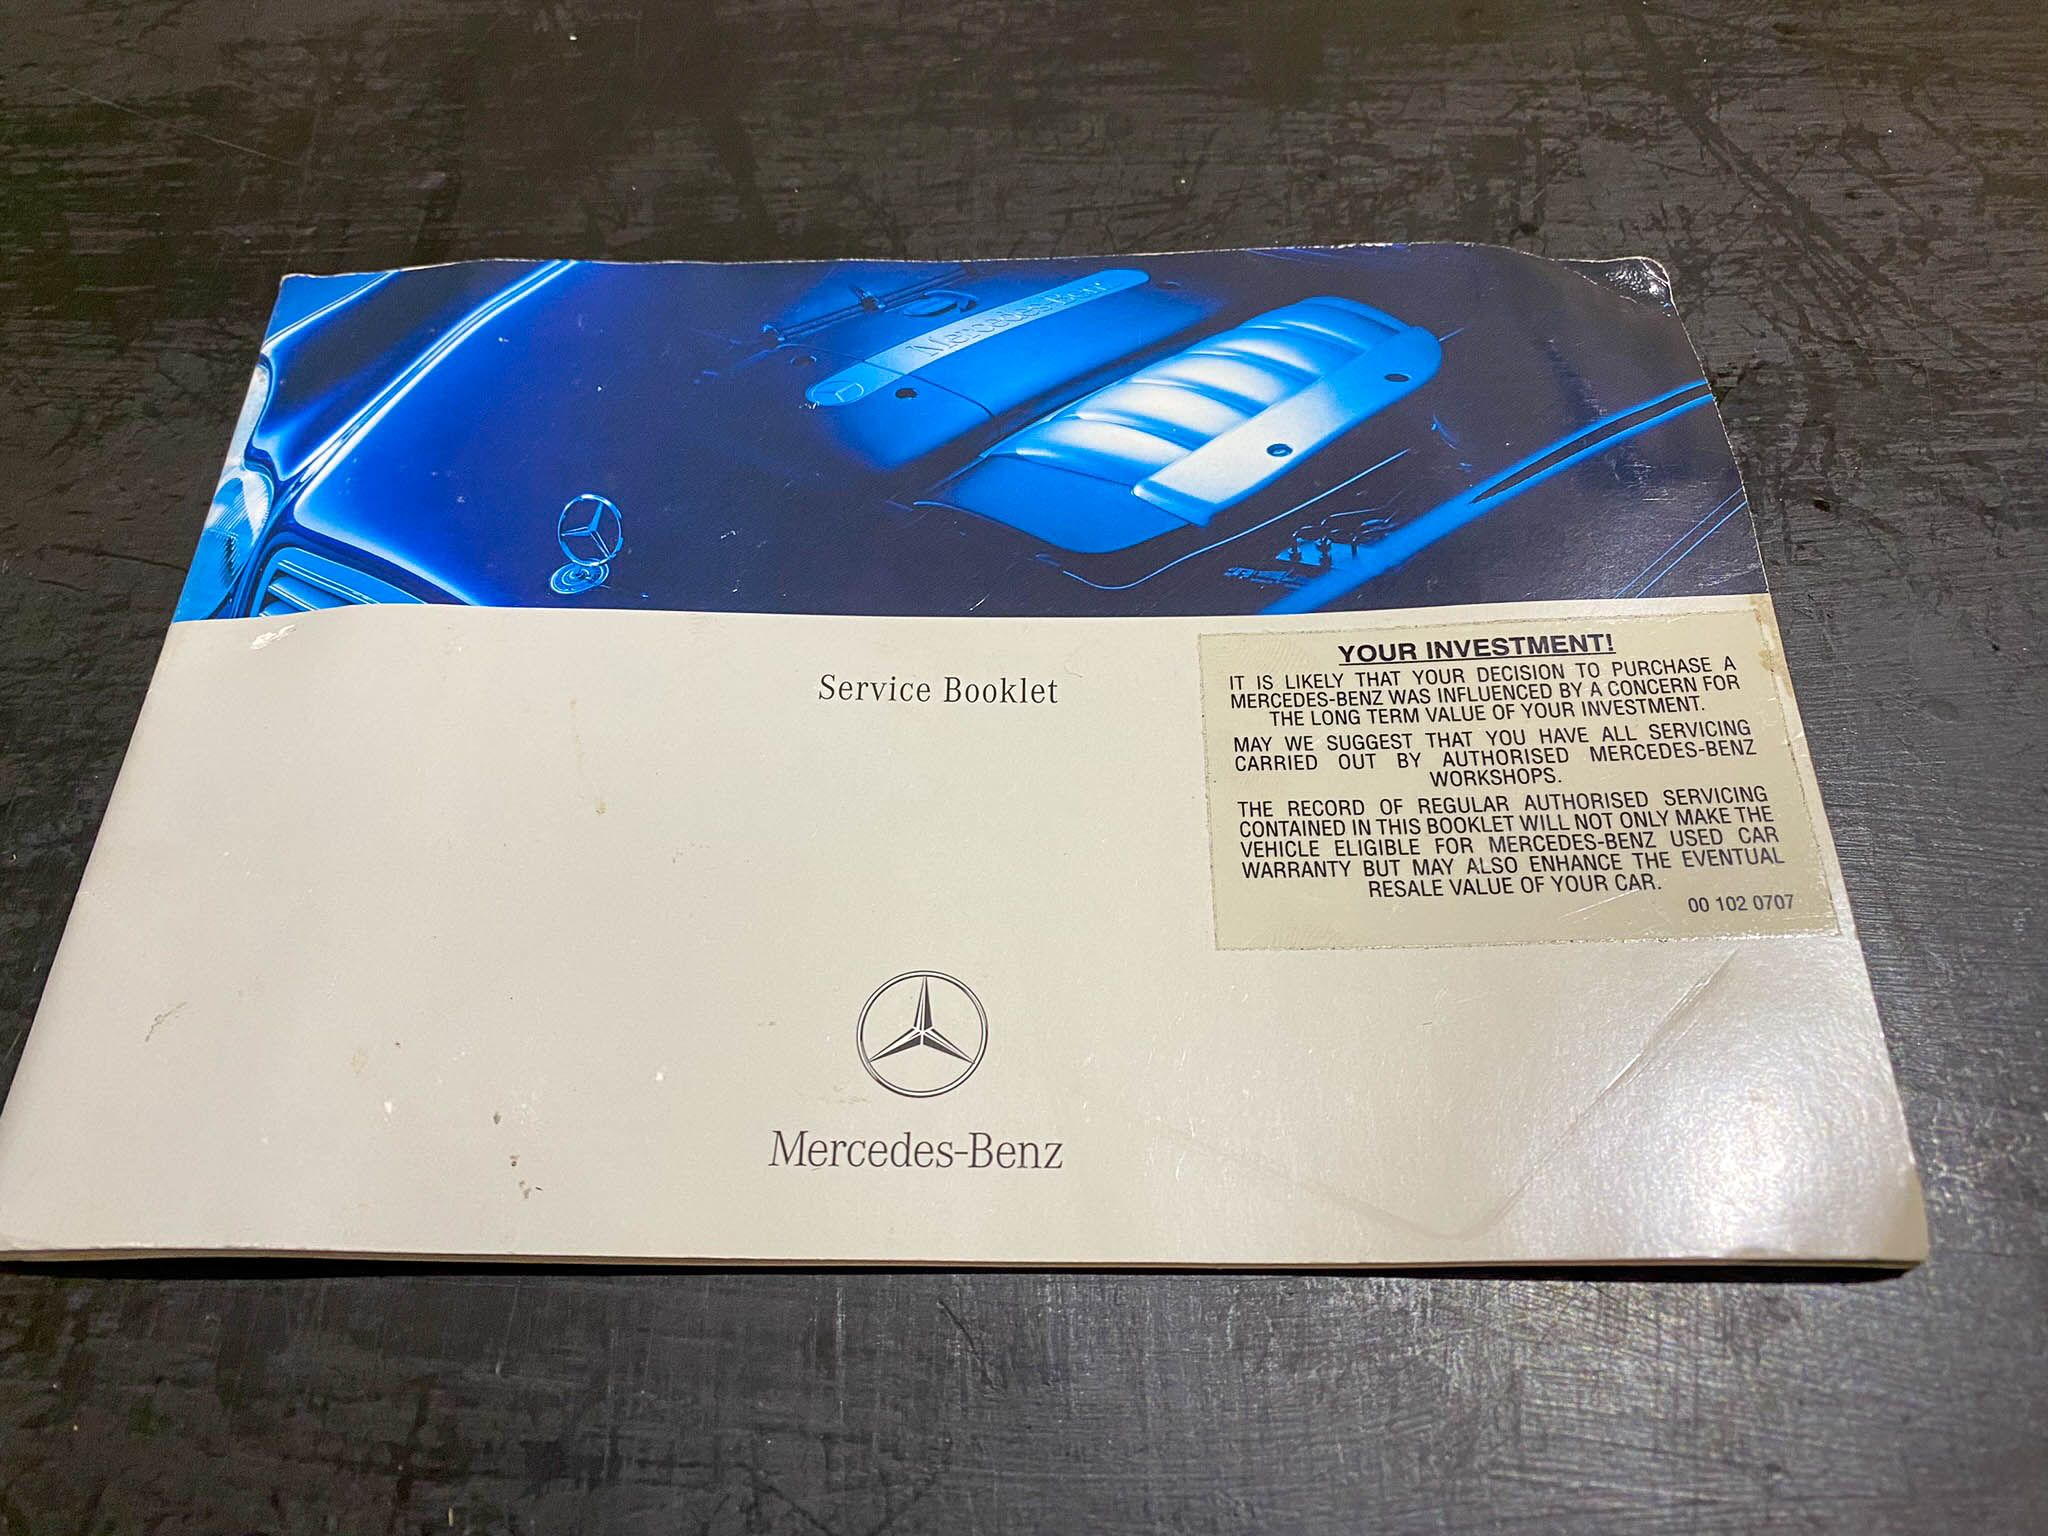 Mercedes-Benz
Service Booklet
YOUR INVESTMENT!
IT IS LIKELY THAT YOUR DECISION TO PURCHASE A
MERCEDES-BENZ WAS INFLUENCED BY A CONCERN FOR
THE LONG TERM VALUE OF YOUR INVESTMENT.
MAY WE SUGGEST THAT YOU HAVE ALL SERVICING
CARRIED OUT BY AUTHORISED MERCEDES-BENZ
WORKSHOPS.
THE RECORD OF REGULAR AUTHORISED SERVICING
CONTAINED IN THIS BOOKLET WILL NOT ONLY MAKE THE
VEHICLE ELIGIBLE FOR MERCEDES-BENZ USED CAR
WARRANTY BUT MAY ALSO ENHANCE THE EVENTUAL
RESALE VALUE OF YOUR CAR.
00 102 0707
Mercedes-Benz